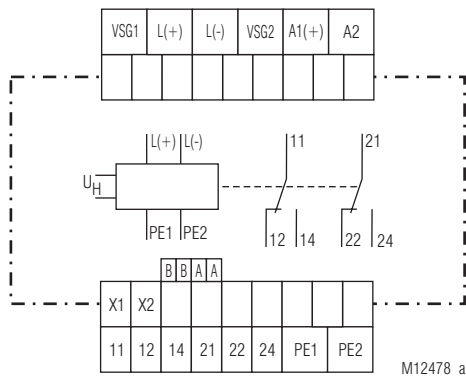 VSG1 L(+) L(-) VSG2 A1(+) A2
L(+) L(-) 11 21
UH
PE1 PE2 12 14 22 24
B B A A
X1 X2
11 12 14 21 22 24 PE1 PE2
M12478_a